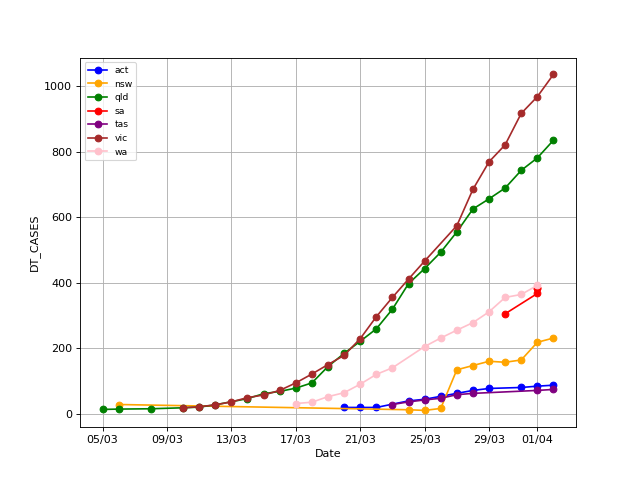 1000
800
600
400
200
0
DT_CASES
act
nsw
qld
sa
tas
vic
wa
05/03 09/03 13/03 17/03 21/03 25/03 29/03 01/04
Date